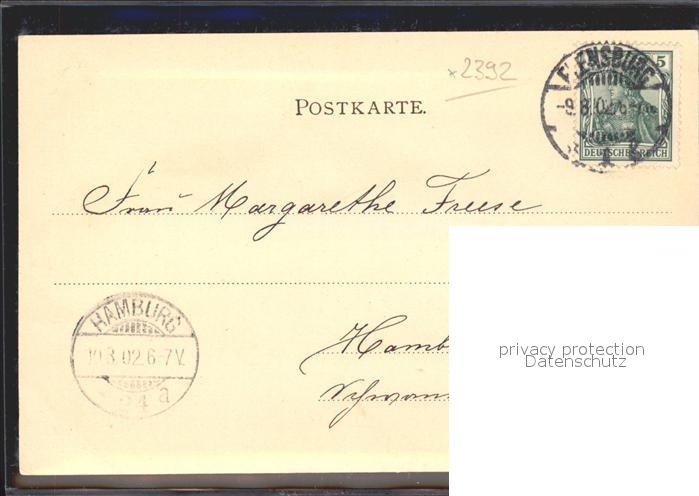 *2392
POSTKARTE.
FLENSBURG
5
DEUTSCHES REICH
Frau Margarethe Freese
HAMBURG
10.3.02.6-7V.
a
Hamb
privacy protection
Datenschutz